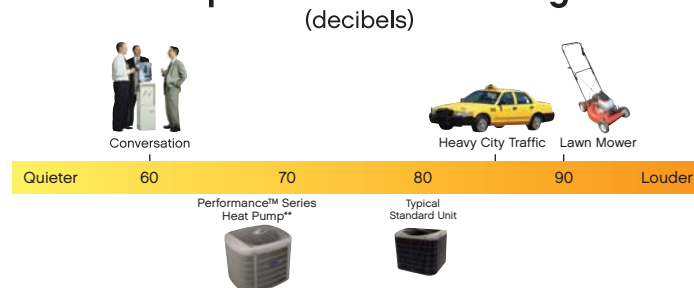 (decibels)
Conversation
Heavy City Traffic
Lawn Mower
Quieter 60 70 80 90 Louder
Performance™ Series
Heat Pump**
Typical
Standard Unit